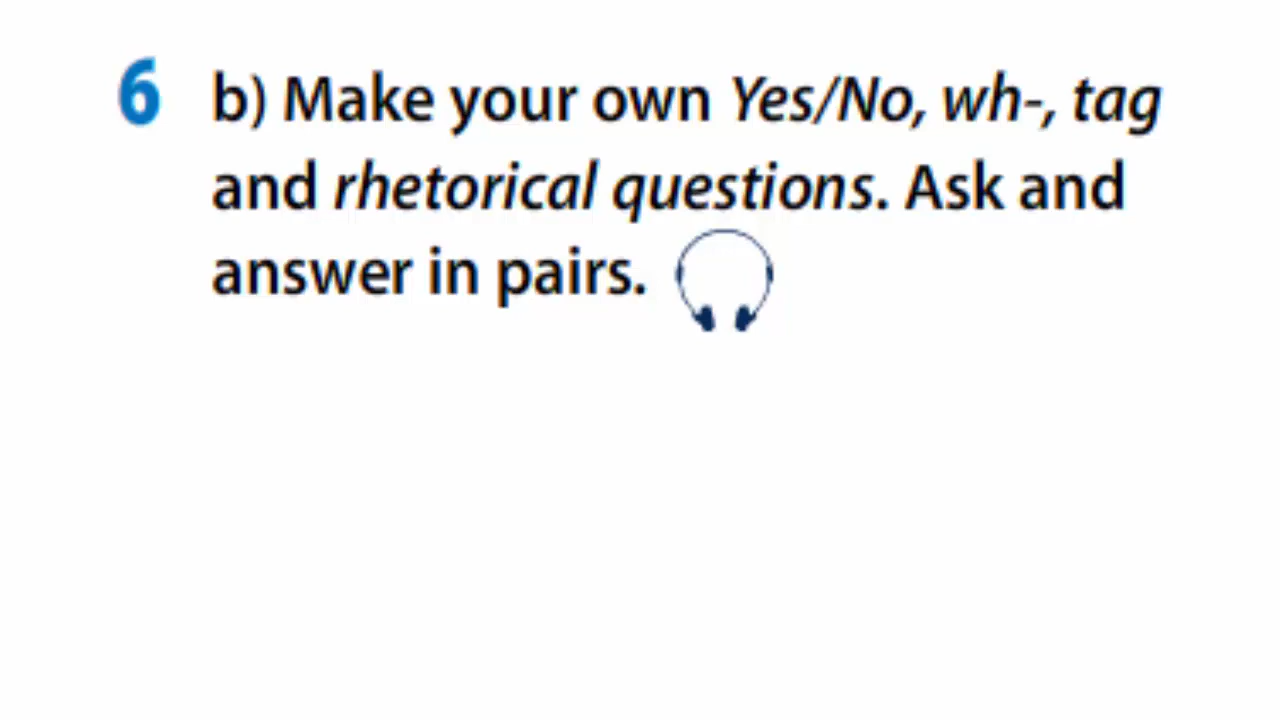 6 b) Make your own Yes/No, wh-, tag
and rhetorical questions. Ask and
answer in pairs.